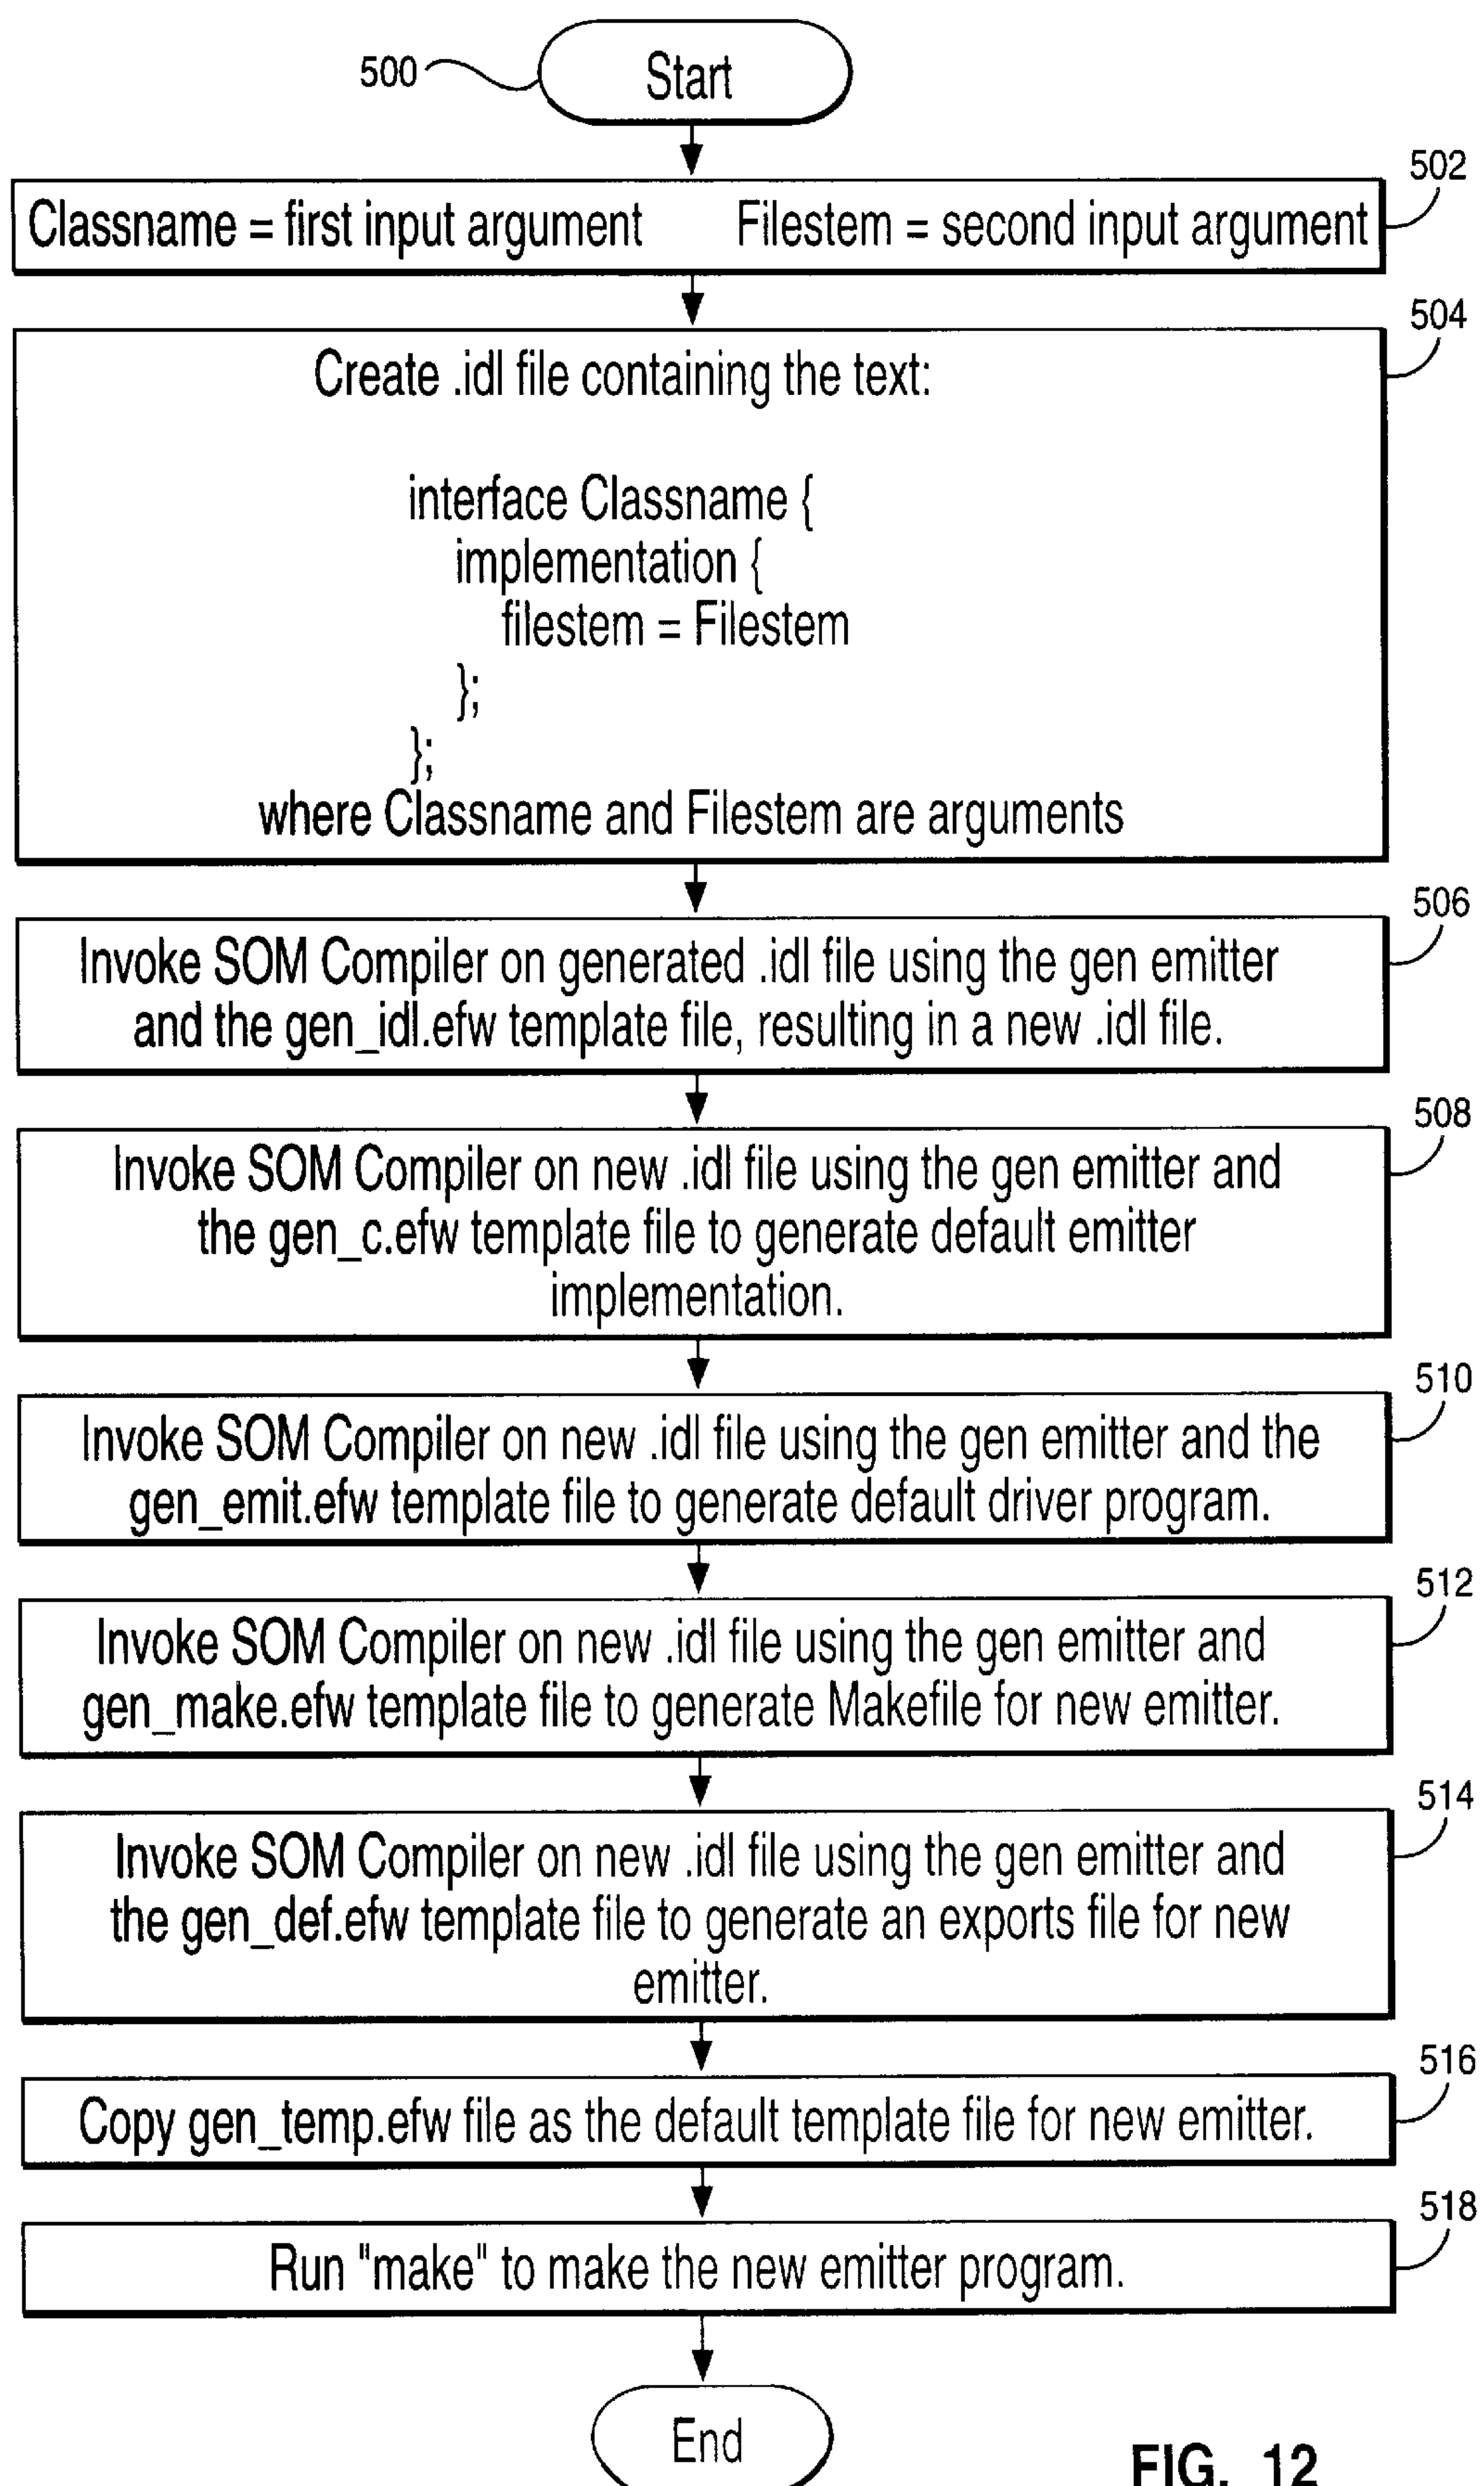 500
Start
502
Classname = first input argument Filestem = second input argument
504
Create .idl file containing the text:
interface Classname {
implementation {
filestem = Filestem
};
};
where Classname and Filestem are arguments
506
Invoke SOM Compiler on generated .idl file using the gen emitter
and the gen_idl.efw template file, resulting in a new .idl file.
508
Invoke SOM Compiler on new .idl file using the gen emitter and
the gen_c.efw template file to generate default emitter
implementation.
510
Invoke SOM Compiler on new .idl file using the gen emitter and the
gen_emit.efw template file to generate default driver program.
512
Invoke SOM Compiler on new .idl file using the gen emitter and
gen_make.efw template file to generate Makefile for new emitter.
514
Invoke SOM Compiler on new .idl file using the gen emitter and
the gen_def.efw template file to generate an exports file for new
emitter.
516
Copy gen_temp.efw file as the default template file for new emitter.
518
Run "make" to make the new emitter program.
End
FIG. 12